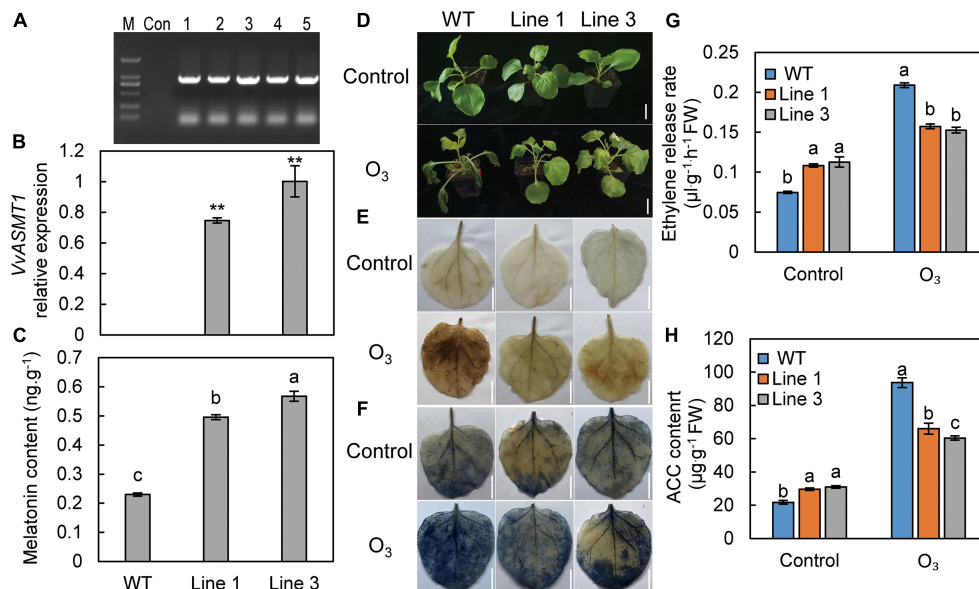 A
M Con 1 2 3 4 5
B
VvASMT1
relative expression
1.2
1
0.8
0.6
0.4
0.2
0
**
**
C
Melatonin content (ng.g⁻¹)
0.7
0.6
0.5
0.4
0.3
0.2
0.1
0
c
b
a
WT Line 1 Line 3
D
WT Line 1 Line 3
Control
O₃
E
Control
O₃
F
Control
O₃
G
Ethylene release rate
(µl·g⁻¹·h⁻¹ FW)
0.25
0.20
0.15
0.10
0.05
0
WT
Line 1
Line 3
b a a
a b b
Control O₃
H
ACC contenrt
(µg·g⁻¹ FW)
120
100
80
60
40
20
0
WT
Line 1
Line 3
b a a
a b c
Control O₃